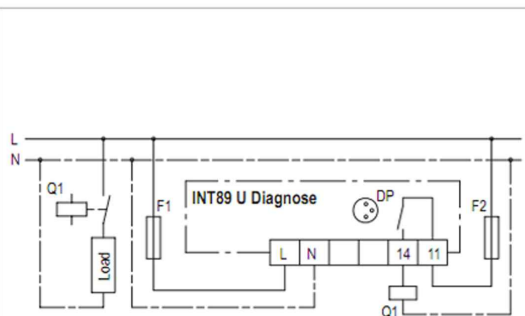 L
N
Q1
F1
INT89 U Diagnose
DP
F2
Load
L N 14 11
Q1